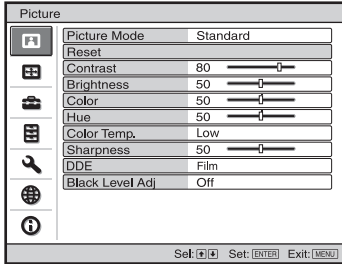 Picture
Picture Mode Standard
Reset
Contrast 80
Brightness 50
Color 50
Hue 50
Color Temp. Low
Sharpness 50
DDE Film
Black Level Adj Off
Sel: Set: ENTER Exit: MENU